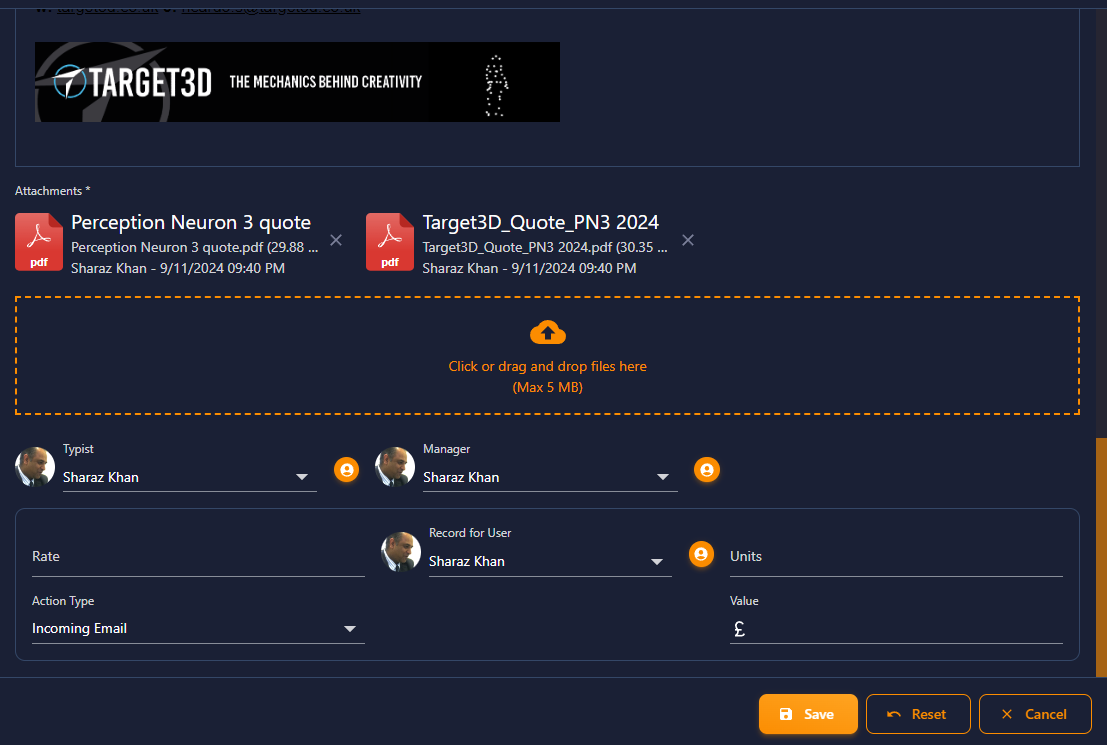 TARGET3D THE MECHANICS BEHIND CREATIVITY
Attachments *
Perception Neuron 3 quote
Perception Neuron 3 quote.pdf (29.88 ...
Sharaz Khan - 9/11/2024 09:40 PM
pdf
Target3D_Quote_PN3 2024
Target3D_Quote_PN3 2024.pdf (30.35 ...
Sharaz Khan - 9/11/2024 09:40 PM
pdf
Click or drag and drop files here
(Max 5 MB)
Typist
Sharaz Khan
Manager
Sharaz Khan
Rate
Record for User
Sharaz Khan
Units
Action Type
Incoming Email
Value
£
Save Reset Cancel